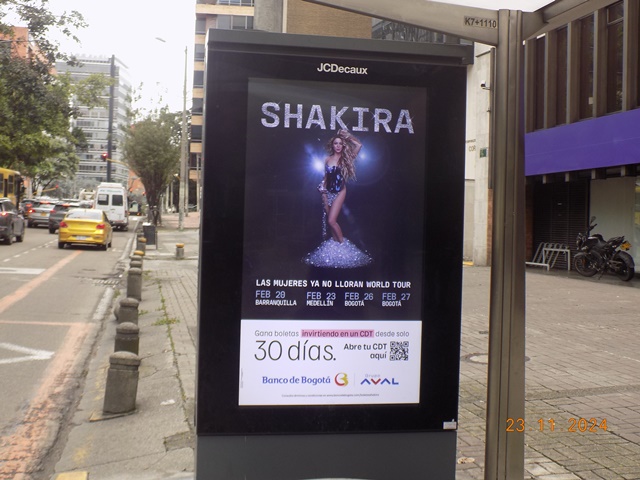 K7+1110
JCDecaux
SHAKIRA
LAS MUJERES YA NO LLORAN WORLD TOUR
FEB 20 FEB 23 FEB 26 FEB 27
BARRANQUILLA MEDELLÍN BOGOTÁ BOGOTÁ
Gana boletas invirtiendo en un CDT desde solo
30 días.
Abre tu CDT
aquí
Banco de Bogotá
AVAL
23.11.2024